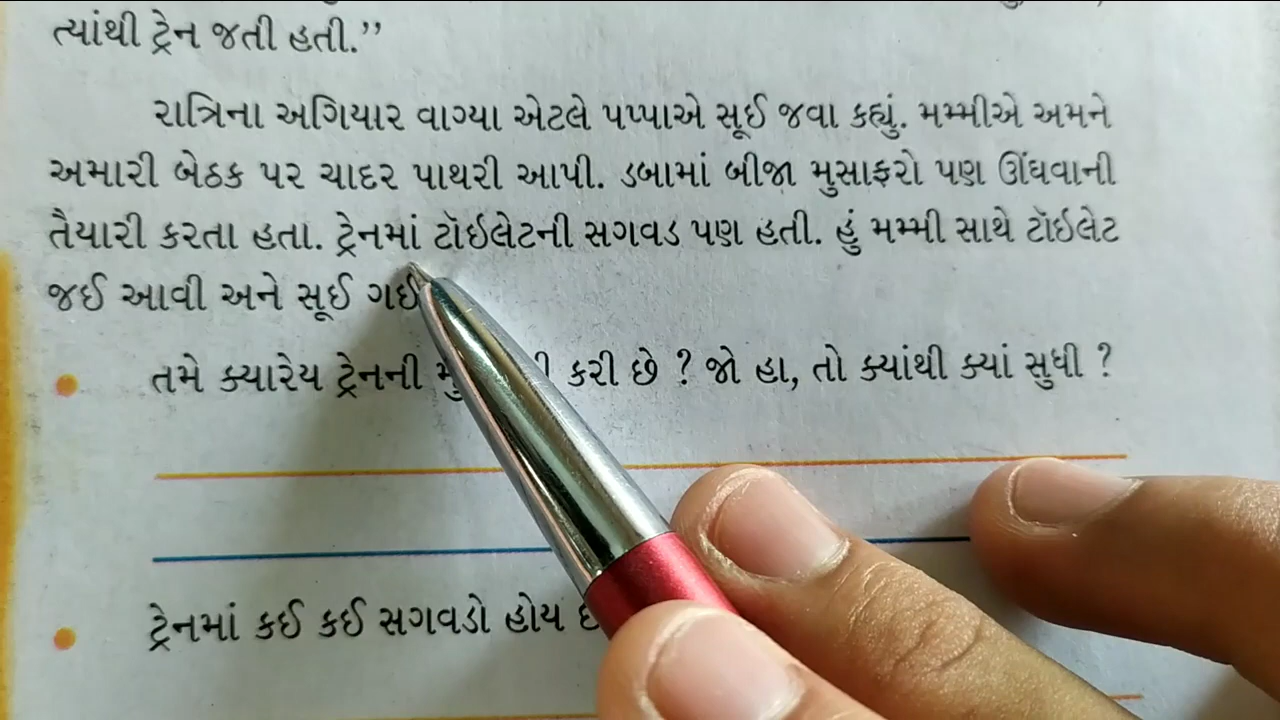 ત્યાંથી ટ્રેન જતી હતી.”
રાત્રિના અગિયાર વાગ્યા એટલે પપ્પાએ સૂઈ જવા કહ્યું. મમ્મીએ અમને
અમારી બેઠક પર ચાદર પાથરી આપી. ડબામાં બીજા મુસાફરો પણ ઊંઘવાની
તૈયારી કરતા હતા. ટ્રેનમાં ટૉઇલેટની સગવડ પણ હતી. હું મમ્મી સાથે ટૉઇલેટ
જઈ આવી અને સૂઈ ગઈ
તમે ક્યારેય ટ્રેનની કરી છે ? જો હા, તો ક્યાંથી ક્યાં સુધી ?
ટ્રેનમાં કઈ કઈ સગવડો હોય